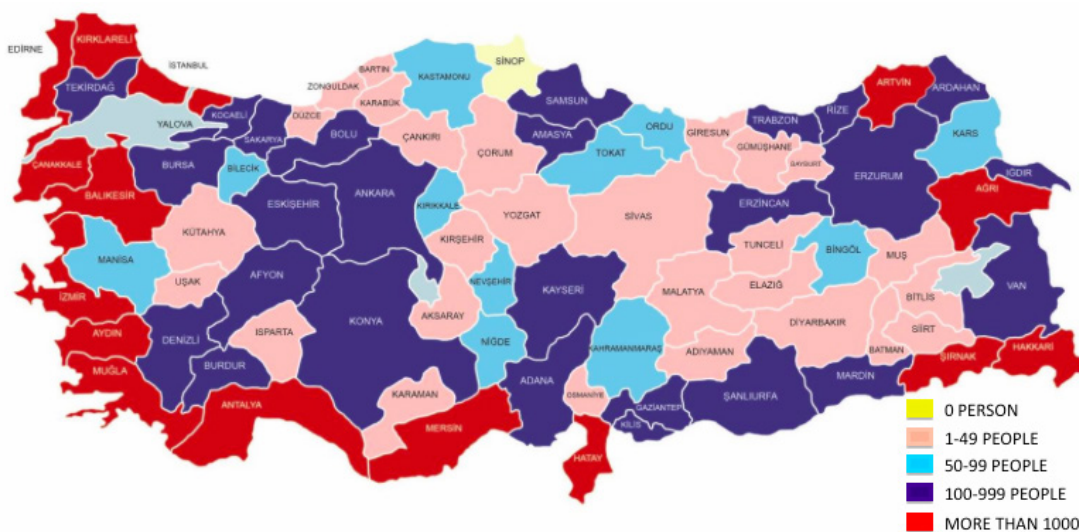 EDİRNE
KIRKLARELİ
TEKİRDAĞ
İSTANBUL
YALOVA
KOCAELİ
SAKARYA
DÜZCE
ZONGULDAK
BARTIN
KARABÜK
KASTAMONU
SİNOP
SAMSUN
ÇANKIRI
ÇORUM
AMASYA
TOKAT
ORDU
GİRESUN
GÜMÜŞHANE
BAYBURT
TRABZON
RİZE
ARTVİN
ARDAHAN
KARS
IĞDIR
AĞRI
ERZURUM
ERZİNCAN
ÇANAKKALE
BALIKESİR
BURSA
BİLECİK
BOLU
ESKİŞEHİR
ANKARA
KIRIKKALE
KIRŞEHİR
YOZGAT
SİVAS
TUNCELİ
BİNGÖL
MUŞ
BİTLİS
VAN
KÜTAHYA
MANİSA
UŞAK
AFYON
İZMİR
AYDIN
MUĞLA
DENİZLİ
BURDUR
ISPARTA
ANTALYA
KONYA
AKSARAY
NEVŞEHİR
NİĞDE
KAYSERİ
KARAMAN
MERSİN
ADANA
OSMANİYE
KAHRAMANMARAŞ
MALATYA
ELAZIĞ
DİYARBAKIR
ADIYAMAN
BATMAN
SİİRT
ŞIRNAK
HAKKARİ
MARDİN
ŞANLIURFA
GAZİANTEP
KİLİS
HATAY
0 PERSON
1-49 PEOPLE
50-99 PEOPLE
100-999 PEOPLE
MORE THAN 1000